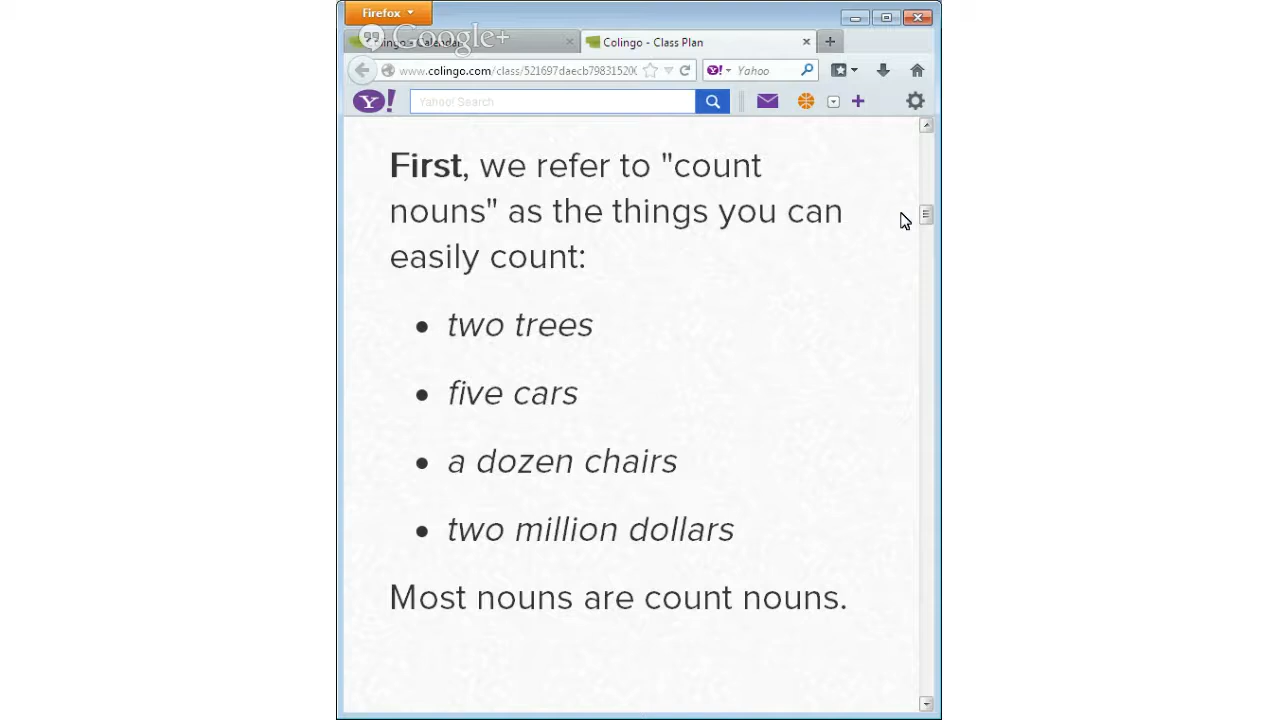 Firefox
Google+
Colingo - Calendar
Colingo - Class Plan
www.colingo.com/class/521697daecb79831520(
Y! Yahoo
Y! Yahoo! Search
First, we refer to "count
nouns" as the things you can
easily count:
• two trees
• five cars
• a dozen chairs
• two million dollars
Most nouns are count nouns.